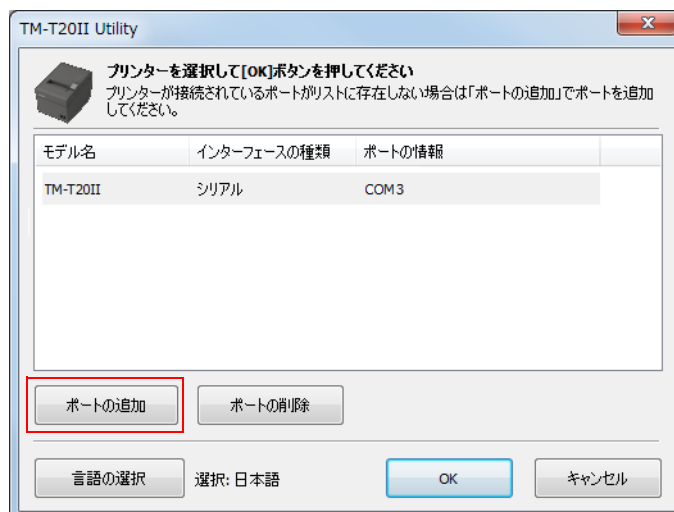 TM-T20II Utility
プリンターを選択して[OK]ボタンを押してください
プリンターが接続されているポートがリストに存在しない場合は「ポートの追加」でポートを追加
してください。
モデル名 インターフェースの種類 ポートの情報
TM-T20II シリアル COM3
ポートの追加 ポートの削除
言語の選択 選択: 日本語 OK キャンセル